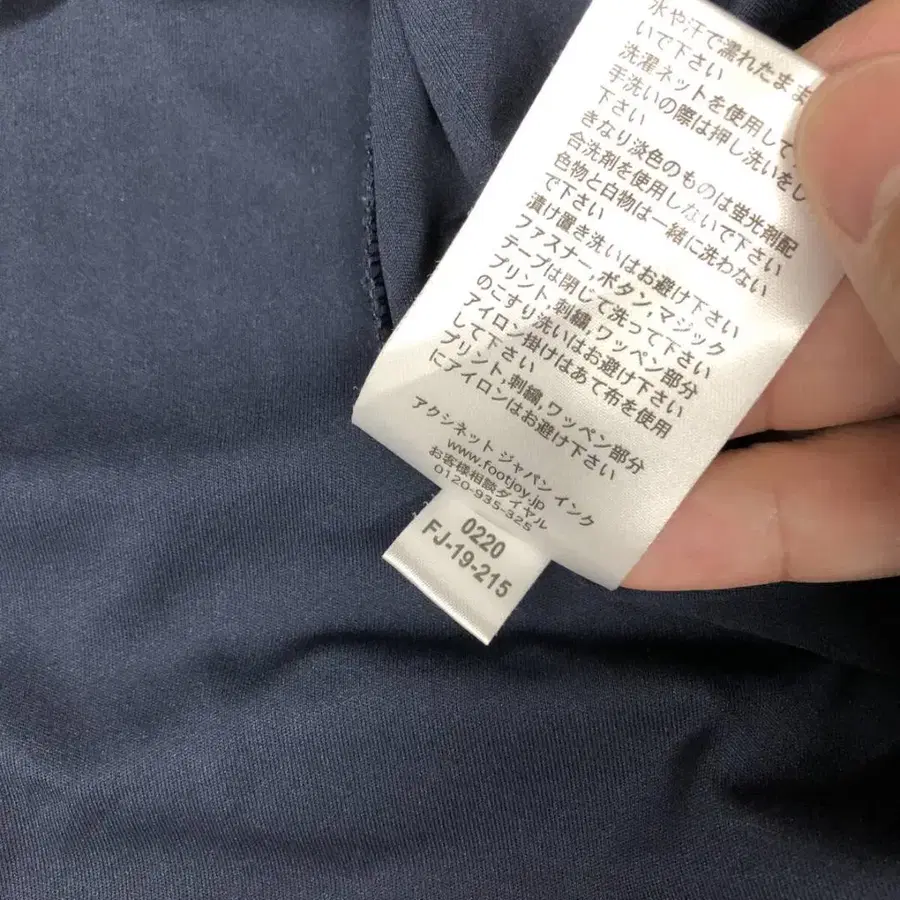 水や汗で濡れたまま
いで下さい
洗濯ネットを使用して
手洗いの際は押し洗いをし
下さい
きなり淡色のものは蛍光剤配
合洗剤を使用しないで下さい
色物と白物は一緒に洗わない
で下さい
漬け置き洗いはお避け下さい
ファスナー,ボタン,マジック
テープは閉じて洗って下さい
プリント,刺繍,ワッペン部分
のこすり洗いはお避け下さい
アイロン掛けはあて布を使用
して下さい
プリント,刺繍,ワッペン部分
にアイロンはお避け下さい
アクシネット ジャパン インク
www.footjoy.jp
お客様相談ダイヤル
0120-935-325
0220
FJ-19-215